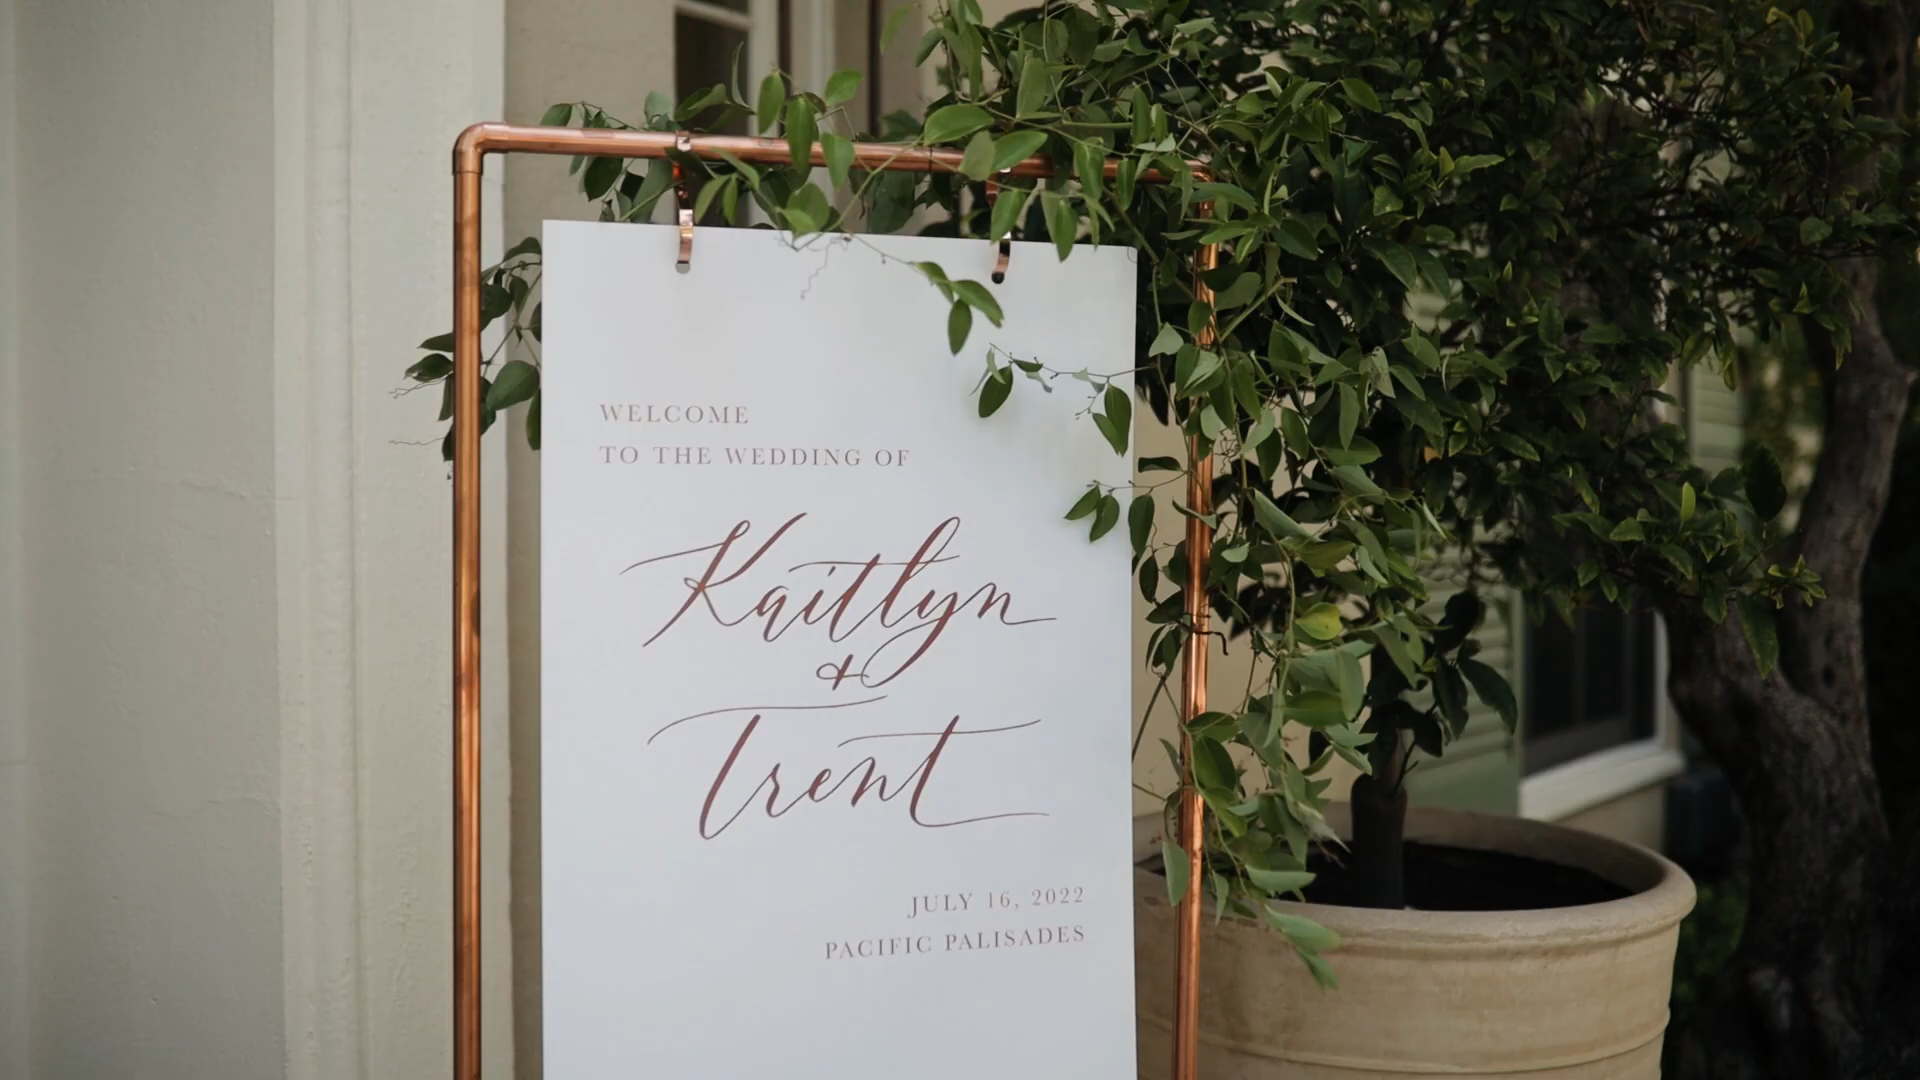 WELCOME
TO THE WEDDING OF
Kaitlyn
&
Trent
JULY 16, 2022
PACIFIC PALISADES